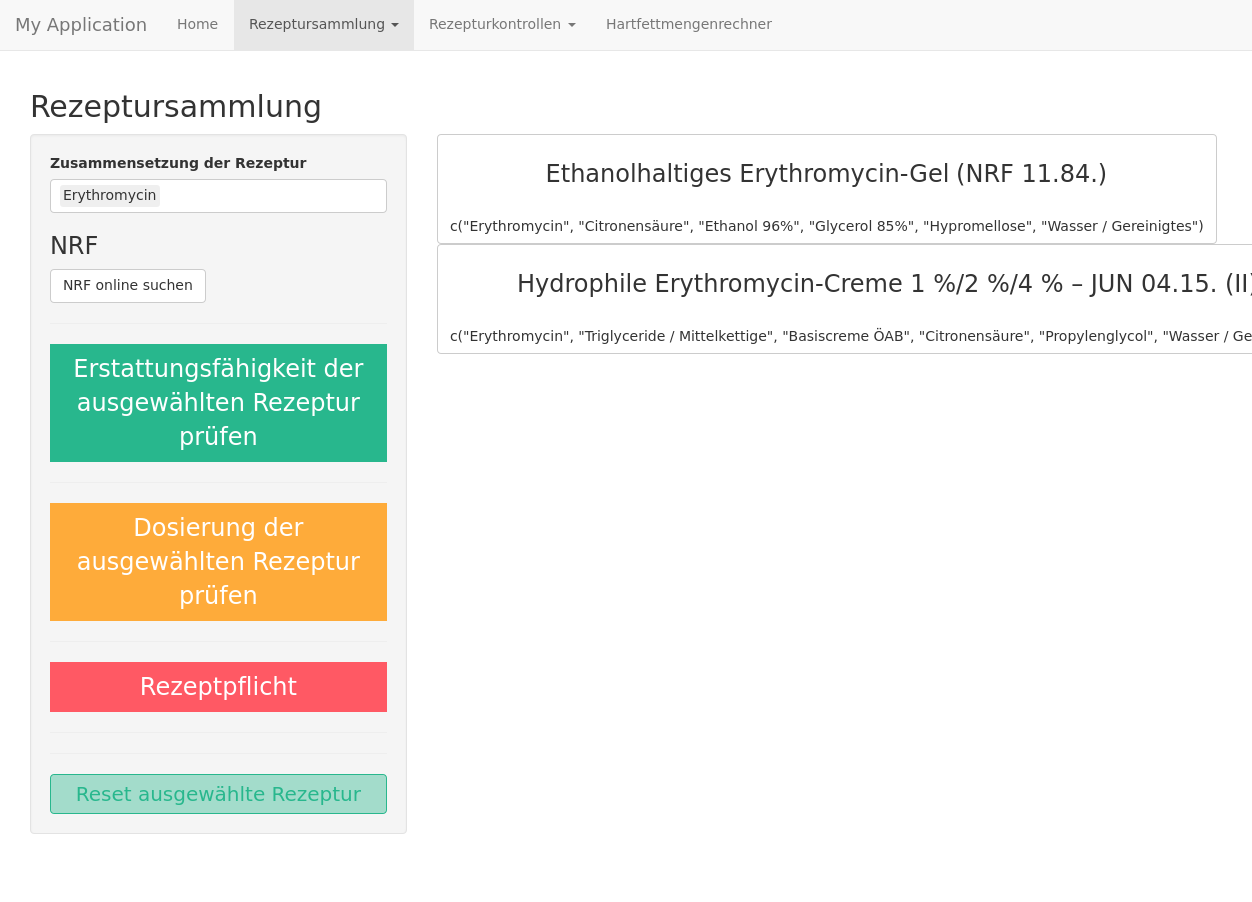 My Application Home Rezeptursammlung Rezepturkontrollen Hartfettmengenrechner
Rezeptursammlung
Zusammensetzung der Rezeptur
Erythromycin
NRF
NRF online suchen
Erstattungsfähigkeit der
ausgewählten Rezeptur
prüfen
Dosierung der
ausgewählten Rezeptur
prüfen
Rezeptpflicht
Reset ausgewählte Rezeptur
Ethanolhaltiges Erythromycin-Gel (NRF 11.84.)
c("Erythromycin", "Citronensäure", "Ethanol 96%", "Glycerol 85%", "Hypromellose", "Wasser / Gereinigtes")
Hydrophile Erythromycin-Creme 1 %/2 %/4 % – JUN 04.15. (II)
c("Erythromycin", "Triglyceride / Mittelkettige", "Basiscreme ÖAB", "Citronensäure", "Propylenglycol", "Wasser / Ge